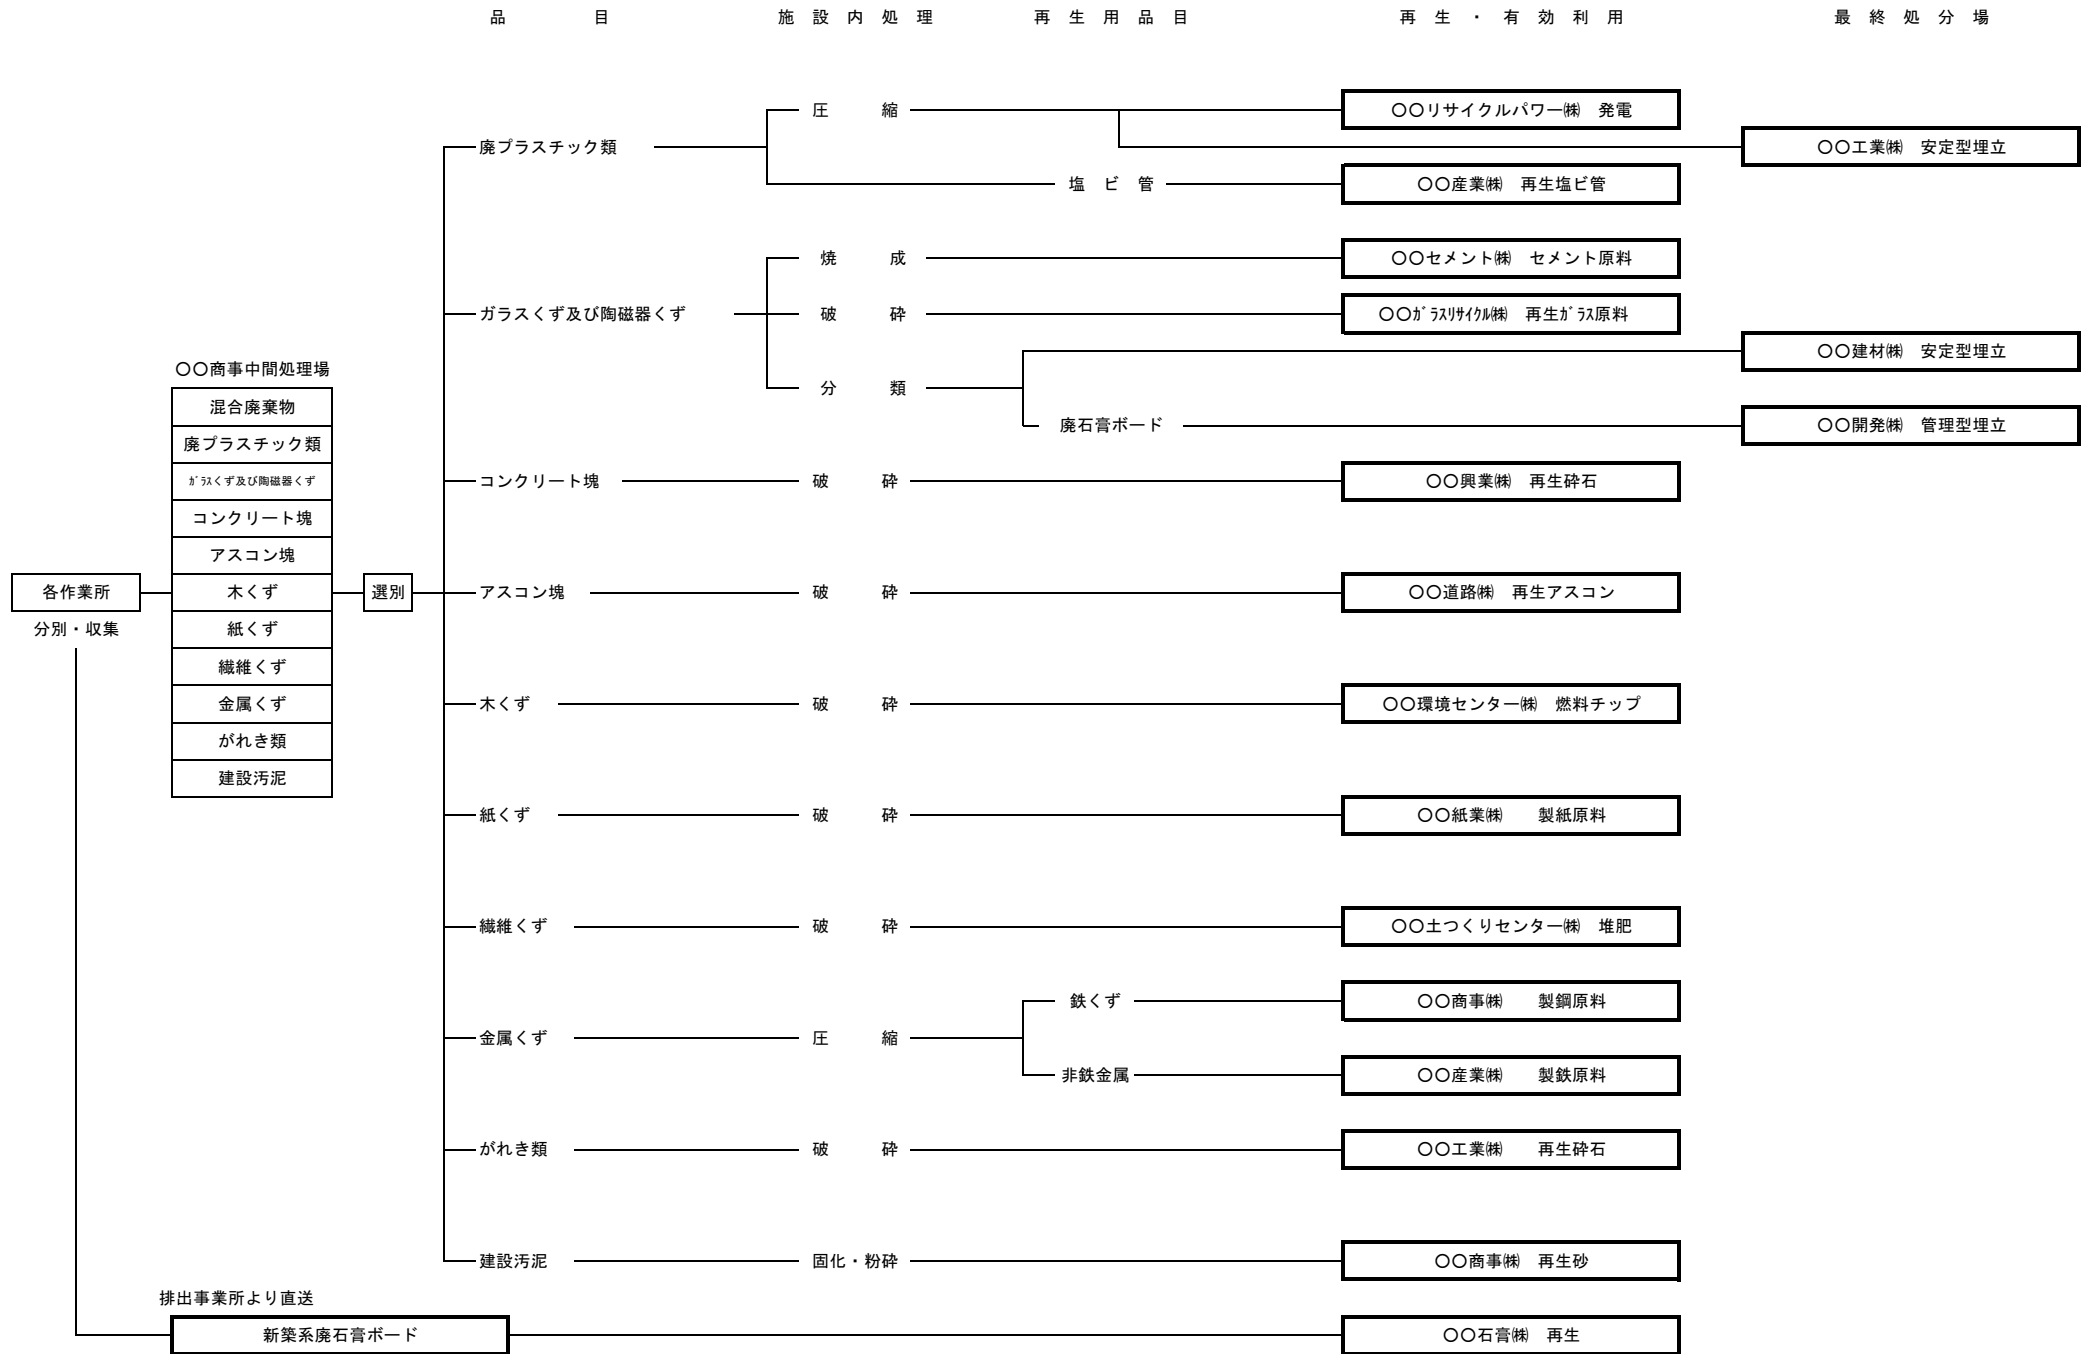 品 目 施設内処理 再生用品目 再生・有効利用 最終処分場
圧 縮 〇〇リサイクルパワー㈱ 発電
廃プラスチック類 〇〇工業㈱ 安定型埋立
塩ビ管 〇〇産業㈱ 再生塩ビ管
焼 成 〇〇セメント㈱ セメント原料
ガラスくず及び陶磁器くず 破 砕 〇〇ｶﾞﾗｽﾘｻｲｸﾙ㈱ 再生ｶﾞﾗｽ原料
〇〇建材㈱ 安定型埋立
〇〇商事中間処理場
分 類
混合廃棄物
廃石膏ボード 〇〇開発㈱ 管理型埋立
廃プラスチック類
ｶﾞﾗｽくず及び陶磁器くず コンクリート塊 破 砕 〇〇興業㈱ 再生砕石
コンクリート塊
アスコン塊
各作業所 木くず 選別 アスコン塊 破 砕 〇〇道路㈱ 再生アスコン
分別・収集 紙くず
繊維くず
金属くず 木くず 破 砕 〇〇環境センター㈱ 燃料チップ
がれき類
建設汚泥
紙くず 破 砕 〇〇紙業㈱ 製紙原料
繊維くず 破 砕 〇〇土つくりセンター㈱ 堆肥
鉄くず 〇〇商事㈱ 製鋼原料
金属くず 圧 縮
非鉄金属 〇〇産業㈱ 製鉄原料
がれき類 破 砕 〇〇工業㈱ 再生砕石
建設汚泥 固化・粉砕 〇〇商事㈱ 再生砂
排出事業所より直送
新築系廃石膏ボード 〇〇石膏㈱ 再生